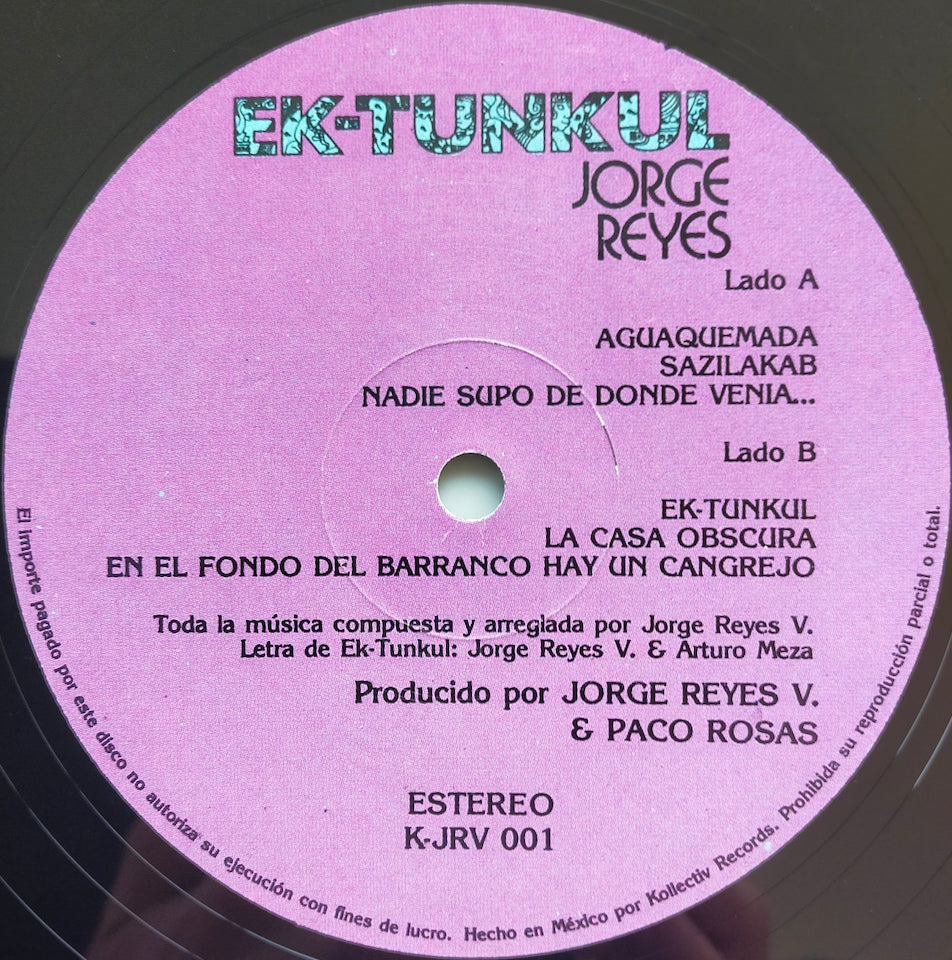 EK-TUNKUL
JORGE
REYES
Lado A
AGUAQUEMADA
SAZILAKAB
NADIE SUPO DE DONDE VENIA...
Lado B
EK-TUNKUL
LA CASA OBSCURA
EN EL FONDO DEL BARRANCO HAY UN CANGREJO
Toda la música compuesta y arreglada por Jorge Reyes V.
Letra de Ek-Tunkul: Jorge Reyes V. & Arturo Meza
Producido por JORGE REYES V.
& PACO ROSAS
ESTEREO
K-JRV 001
El importe pagado por este disco no autoriza su ejecución con fines de lucro. Hecho en México por Kollectiv Records. Prohibida su reproducción parcial o total.